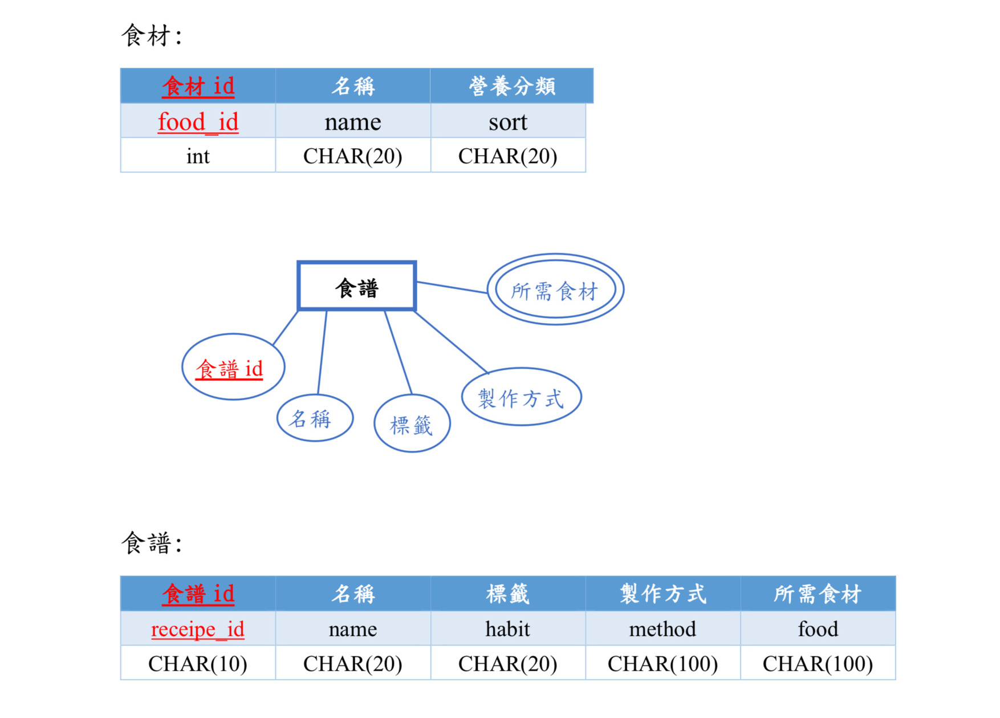 食材:
食材 id 名稱 營養分類
food_id name sort
int CHAR(20) CHAR(20)
食譜
所需食材
食譜 id
名稱
標籤
製作方式
食譜:
食譜 id 名稱 標籤 製作方式 所需食材
receipe_id name habit method food
CHAR(10) CHAR(20) CHAR(20) CHAR(100) CHAR(100)